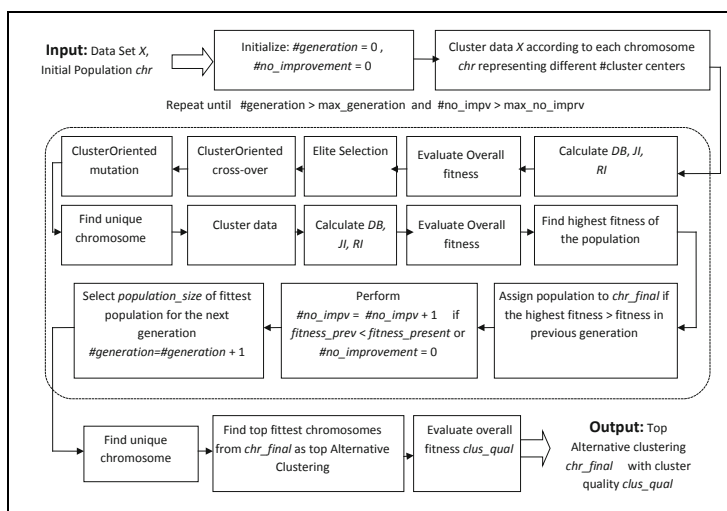 Input: Data Set X,
Initial Population chr
Initialize: #generation = 0 ,
#no_improvement = 0
Cluster data X according to each chromosome
chr representing different #cluster centers
Repeat until #generation > max_generation and #no_impv > max_no_imprv
ClusterOriented
mutation
ClusterOriented
cross-over
Elite Selection
Evaluate Overall
fitness
Calculate DB, JI,
RI
Find unique
chromosome
Cluster data
Calculate DB,
JI, RI
Evaluate Overall
fitness
Find highest fitness of
the population
Select population_size of fittest
population for the next
generation
#generation=#generation + 1
Perform
#no_impv = #no_impv + 1 if
fitness_prev < fitness_present or
#no_improvement = 0
Assign population to chr_final if
the highest fitness > fitness in
previous generation
Find unique
chromosome
Find top fittest chromosomes
from chr_final as top Alternative
Clustering
Evaluate overall
fitness clus_qual
Output: Top
Alternative clustering
chr_final with cluster
quality clus_qual